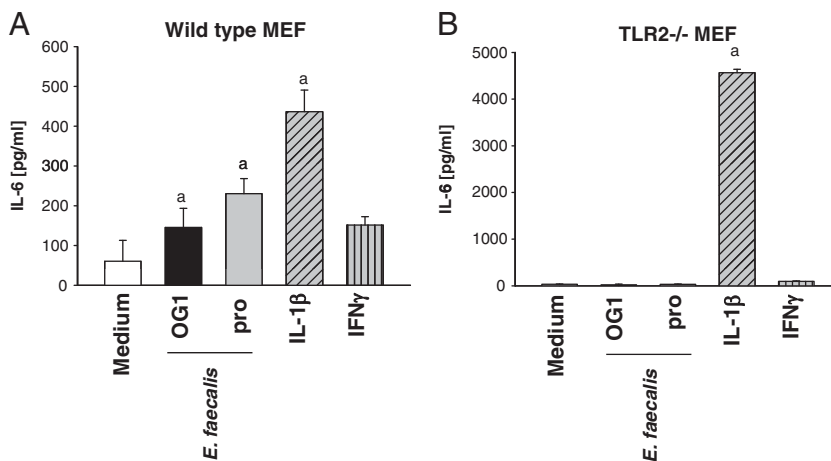 A
Wild type MEF
IL-6 [pg/ml]
600
500
400
300
200
100
0
a
a
a
Medium
OG1
pro
IL-1β
IFNγ
E. faecalis
B
TLR2-/- MEF
IL-6 [pg/ml]
5000
4000
3000
2000
1000
0
a
Medium
OG1
pro
IL-1β
IFNγ
E. faecalis